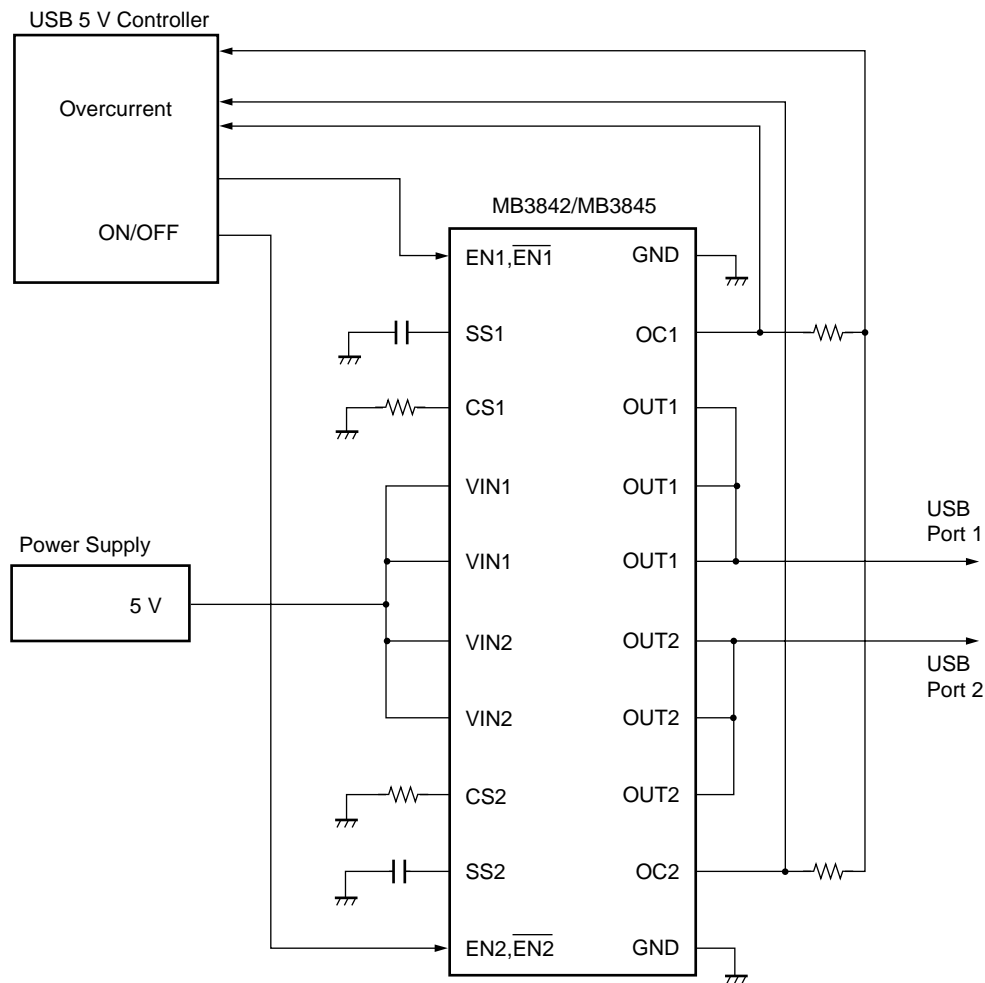 USB 5 V Controller
Overcurrent
ON/OFF
MB3842/MB3845
EN1,EN1
GND
SS1
OC1
CS1
OUT1
VIN1
OUT1
USB
Port 1
Power Supply
VIN1
OUT1
5 V
VIN2
OUT2
USB
Port 2
VIN2
OUT2
CS2
OUT2
SS2
OC2
EN2,EN2
GND